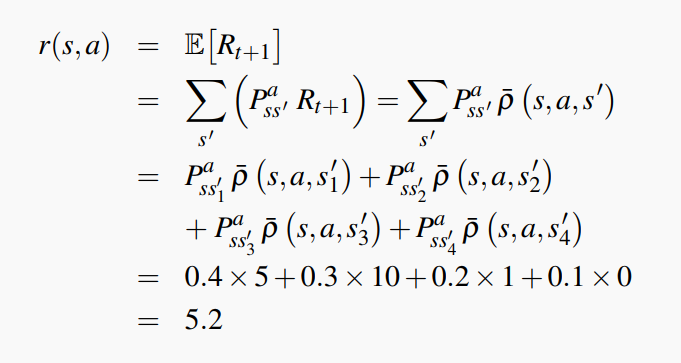 r(s,a) = 𝔼[R_{t+1}]
= ∑_{s′} (P^a_{ss′} R_{t+1}) = ∑_{s′} P^a_{ss′} ρ̄ (s,a,s′)
= P^a_{ss′_1} ρ̄ (s,a,s′_1) + P^a_{ss′_2} ρ̄ (s,a,s′_2)
+ P^a_{ss′_3} ρ̄ (s,a,s′_3) + P^a_{ss′_4} ρ̄ (s,a,s′_4)
= 0.4 × 5 + 0.3 × 10 + 0.2 × 1 + 0.1 × 0
= 5.2